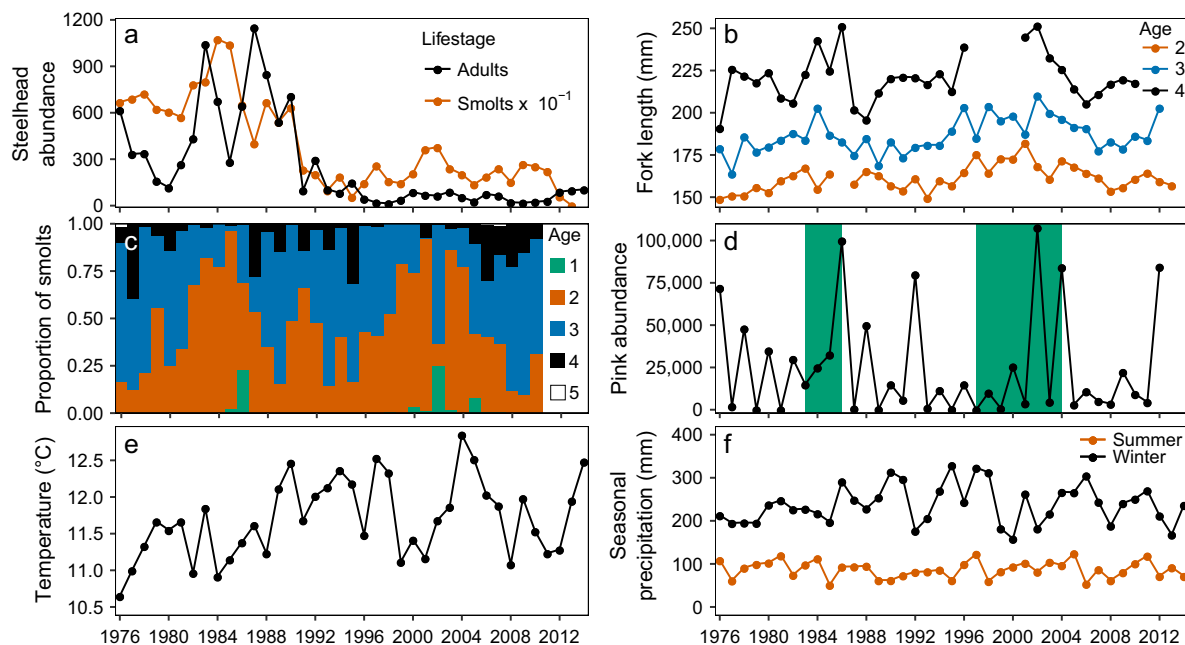 a
Steelhead
abundance
1200
900
600
300
0
Lifestage
Adults
Smolts x 10⁻¹
b
Fork length (mm)
250
225
200
175
150
Age
2
3
4
c
Proportion of smolts
1.00
0.75
0.50
0.25
0.00
Age
1
2
3
4
5
d
Pink abundance
100,000
75,000
50,000
25,000
0
e
Temperature (°C)
12.5
12.0
11.5
11.0
10.5
1976 1980 1984 1988 1992 1996 2000 2004 2008 2012
f
Seasonal
precipitation (mm)
400
300
200
100
0
Summer
Winter
1976 1980 1984 1988 1992 1996 2000 2004 2008 2012